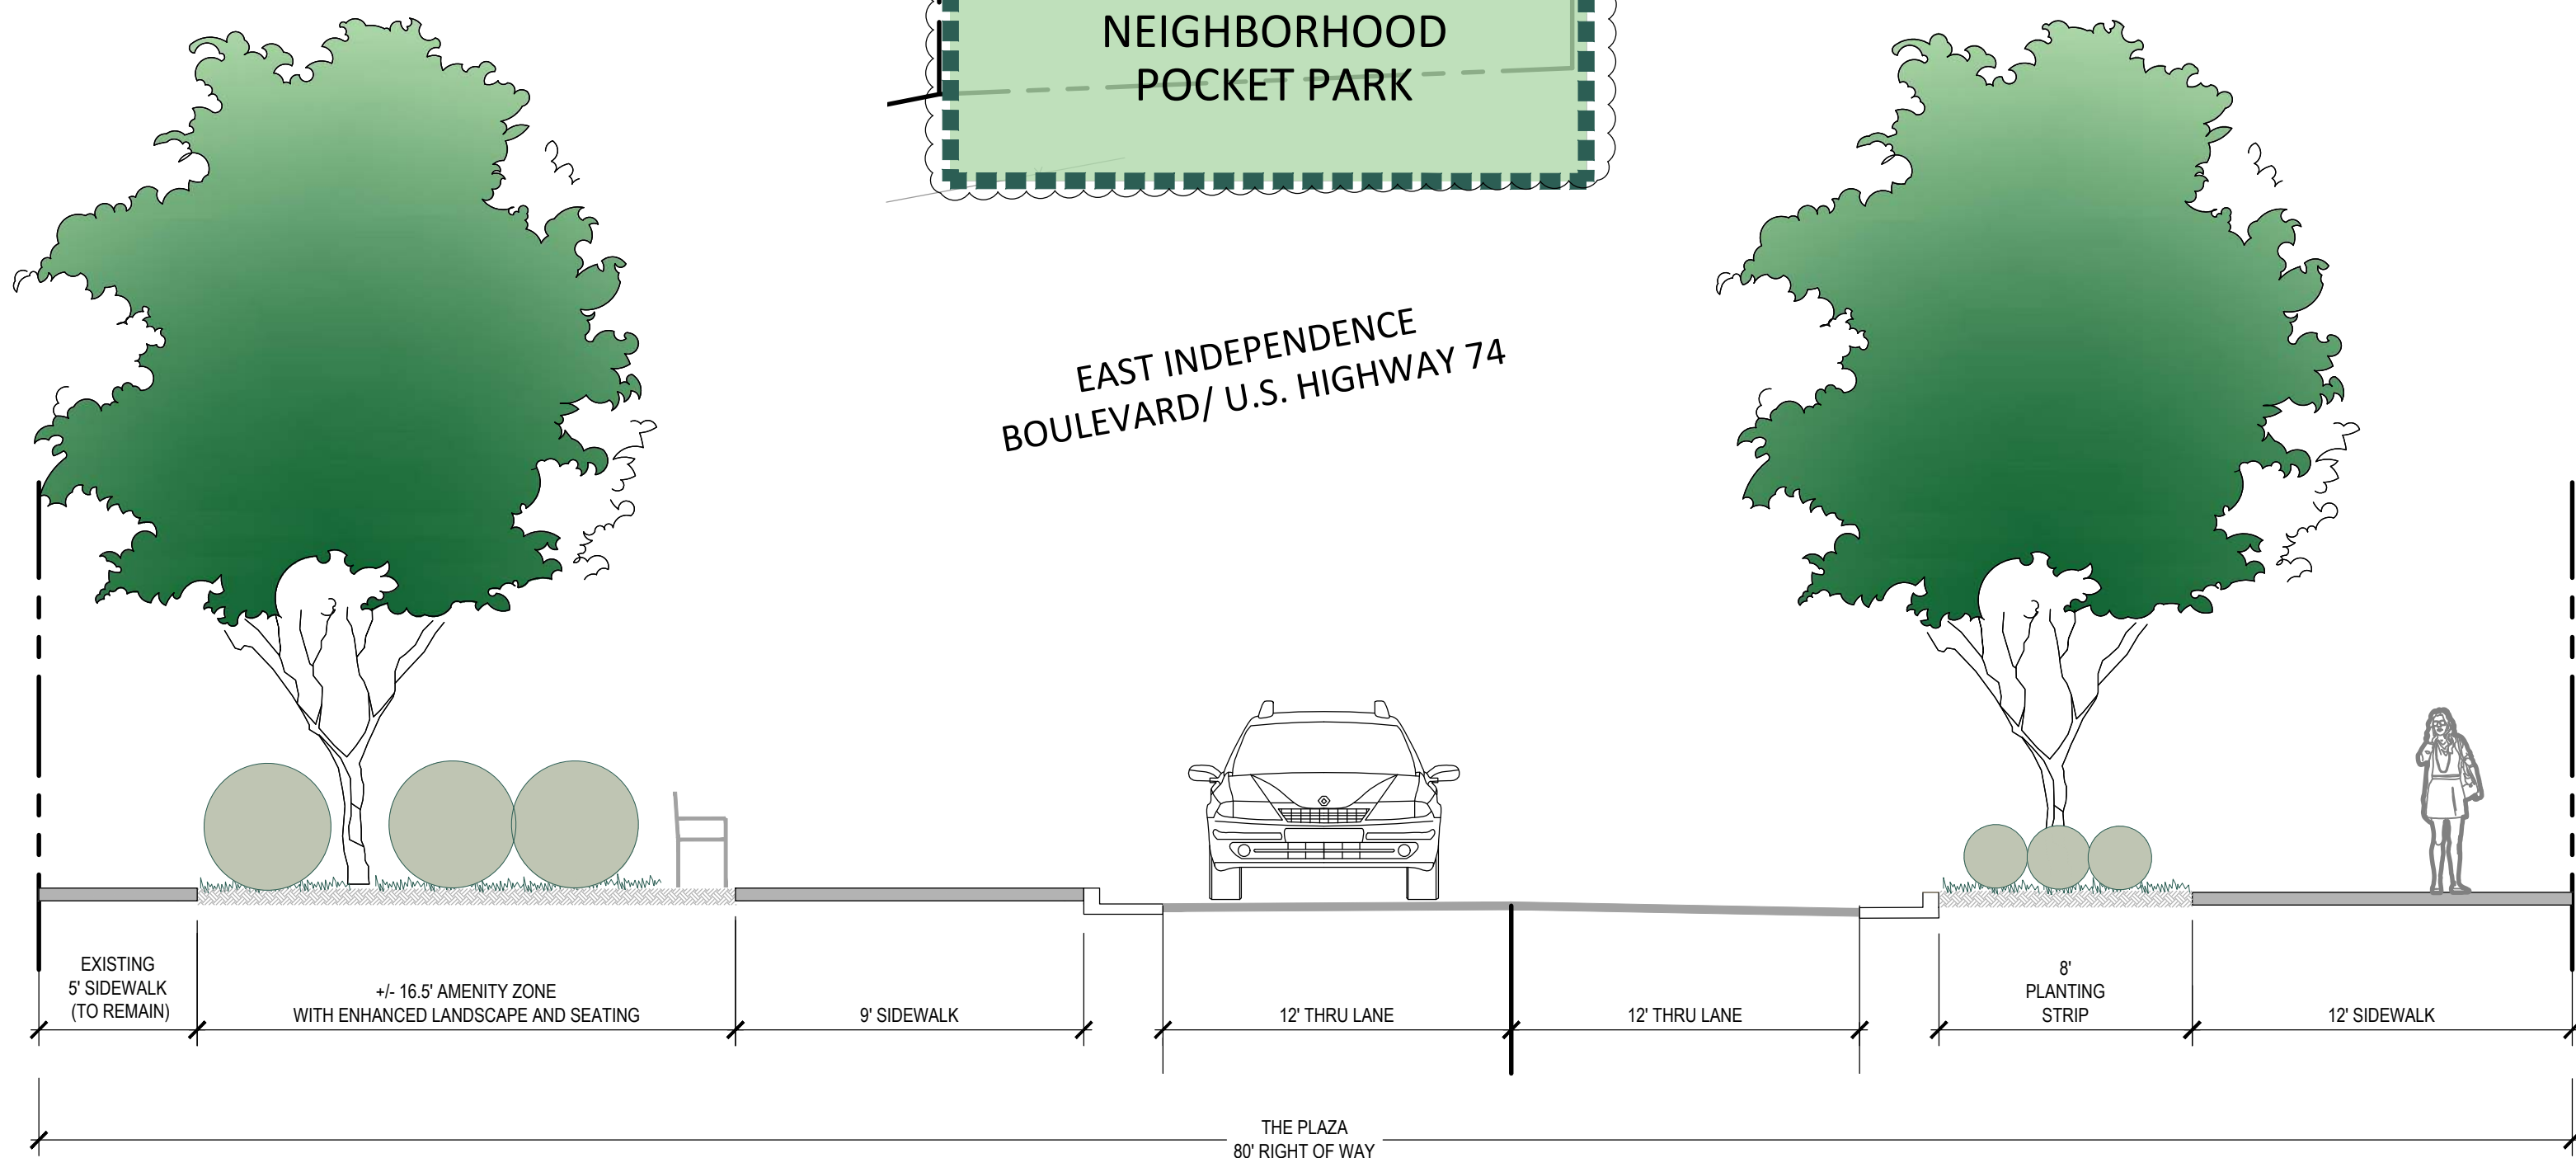 NEIGHBORHOOD
POCKET PARK
EAST INDEPENDENCE
BOULEVARD/ U.S. HIGHWAY 74
EXISTING
5' SIDEWALK
(TO REMAIN)
+/- 16.5' AMENITY ZONE
WITH ENHANCED LANDSCAPE AND SEATING
9' SIDEWALK
12' THRU LANE
12' THRU LANE
8'
PLANTING
STRIP
12' SIDEWALK
THE PLAZA
80' RIGHT OF WAY